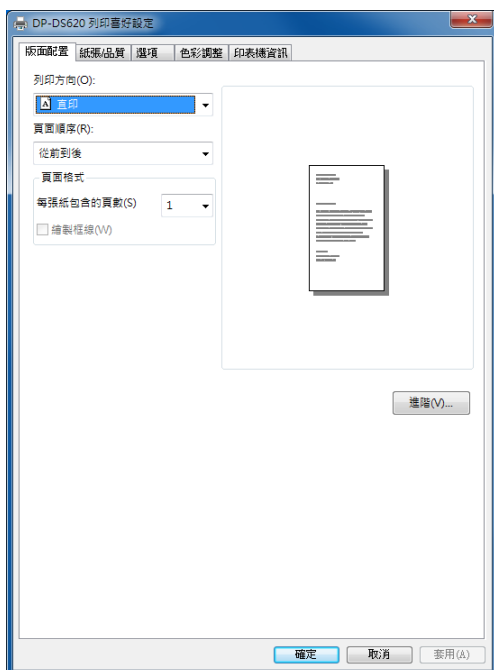 DP-DS620 列印喜好設定
版面配置 紙張/品質 選項 色彩調整 印表機資訊
列印方向(O):
直印
頁面順序(R):
從前到後
頁面格式
每張紙包含的頁數(S) 1
繪製框線(W)
進階(V)...
確定 取消 套用(A)